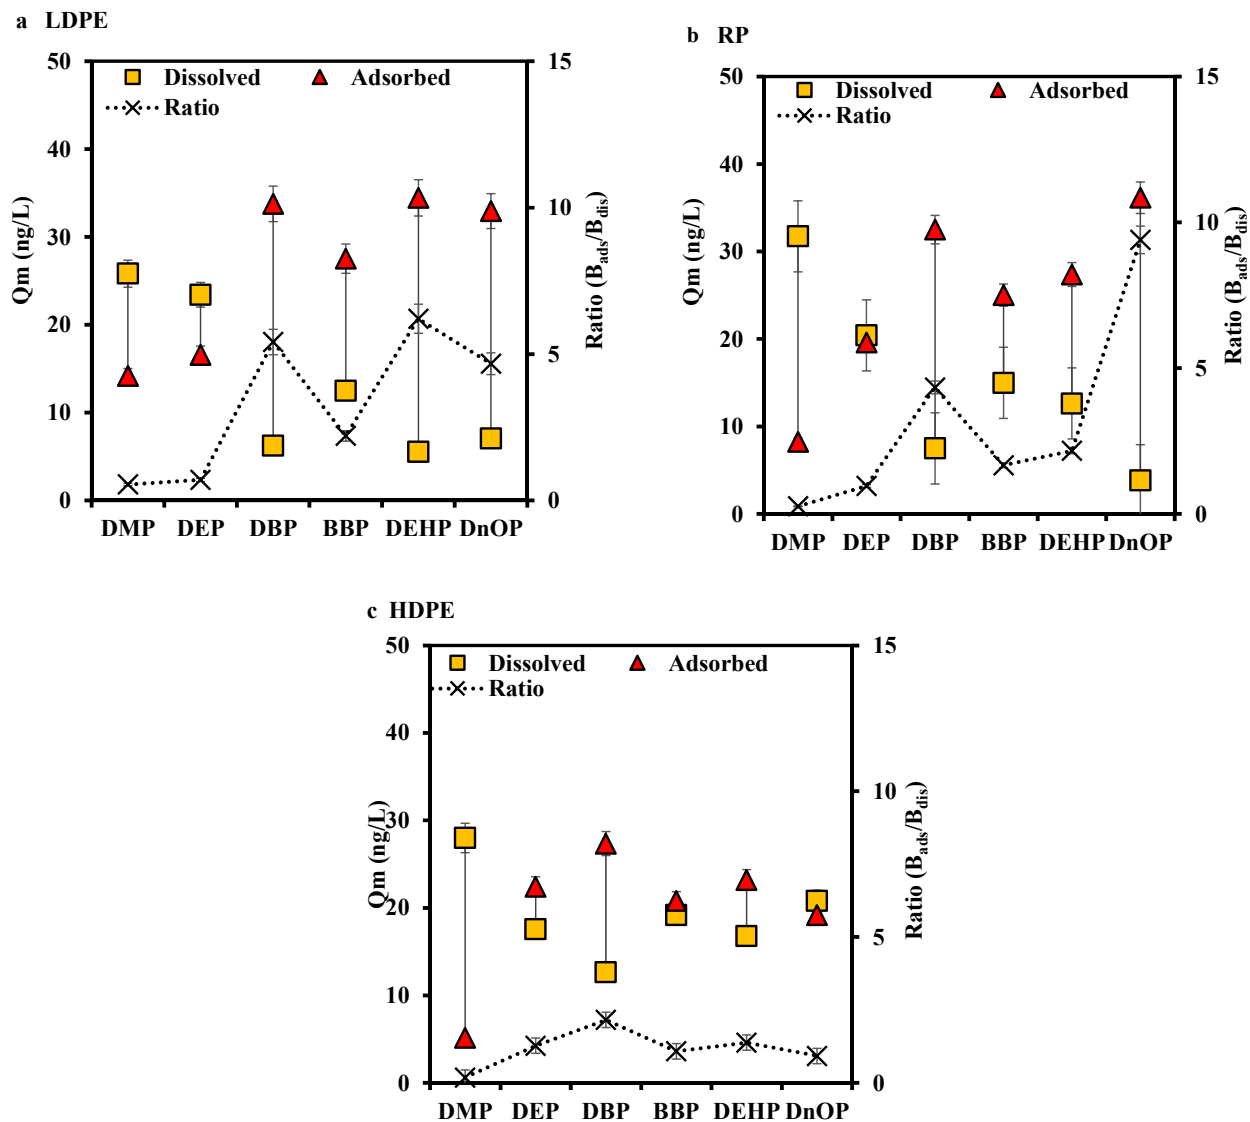 a LDPE
50
40
30
20
10
0
Qm (ng/L)
Dissolved
Adsorbed
Ratio
15
10
5
0
Ratio (Bads/Bdis)
DMP DEP DBP BBP DEHP DnOP
b RP
50
40
30
20
10
0
Qm (ng/L)
Dissolved
Adsorbed
Ratio
15
10
5
0
Ratio (Bads/Bdis)
DMP DEP DBP BBP DEHP DnOP
c HDPE
50
40
30
20
10
0
Qm (ng/L)
Dissolved
Adsorbed
Ratio
15
10
5
0
Ratio (Bads/Bdis)
DMP DEP DBP BBP DEHP DnOP